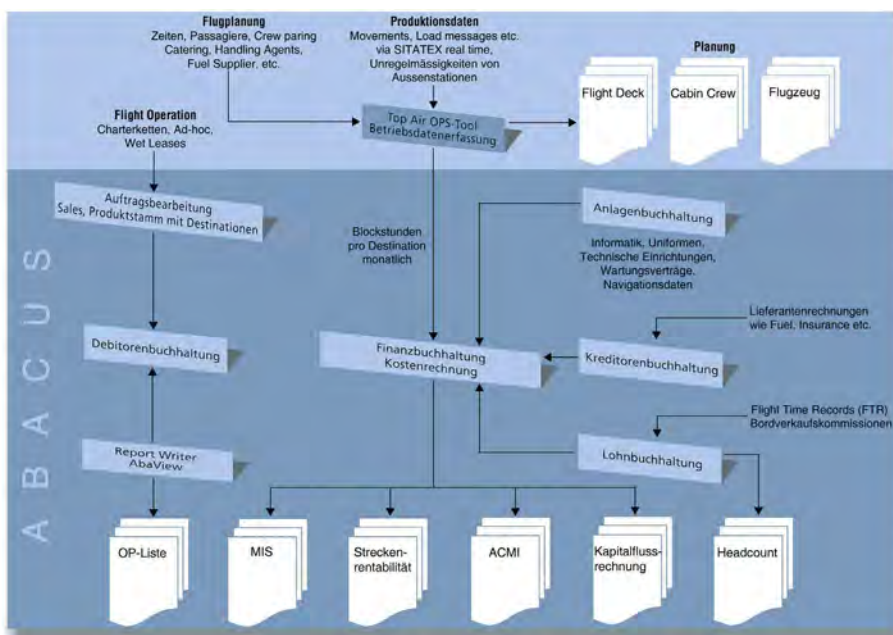 Flugplanung
Zeiten, Passagiere, Crew paring
Catering, Handling Agents,
Fuel Supplier, etc.
Produktionsdaten
Movements, Load messages etc.
via SITATEX real time,
Unregelmässigkeiten von
Aussenstationen
Planung
Flight Deck
Cabin Crew
Flugzeug
Top Air OPS-Tool
Betriebsdatenerfassung
Flight Operation
Charterketten, Ad-hoc,
Wet Leases
Auftragsbearbeitung
Sales, Produktstamm mit Destinationen
Anlagenbuchhaltung
Informatik, Uniformen,
Technische Einrichtungen,
Wartungsverträge,
Navigationsdaten
Blockstunden
pro Destination
monatlich
Lieferantenrechnungen
wie Fuel, Insurance etc.
Debitorenbuchhaltung
Finanzbuchhaltung
Kostenrechnung
Kreditorenbuchhaltung
Flight Time Records (FTR)
Bordverkaufskommissionen
Report Writer
AbaView
Lohnbuchhaltung
ABACUS
OP-Liste
MIS
Strecken-
rentabilität
ACMI
Kapitalfluss-
rechnung
Headcount